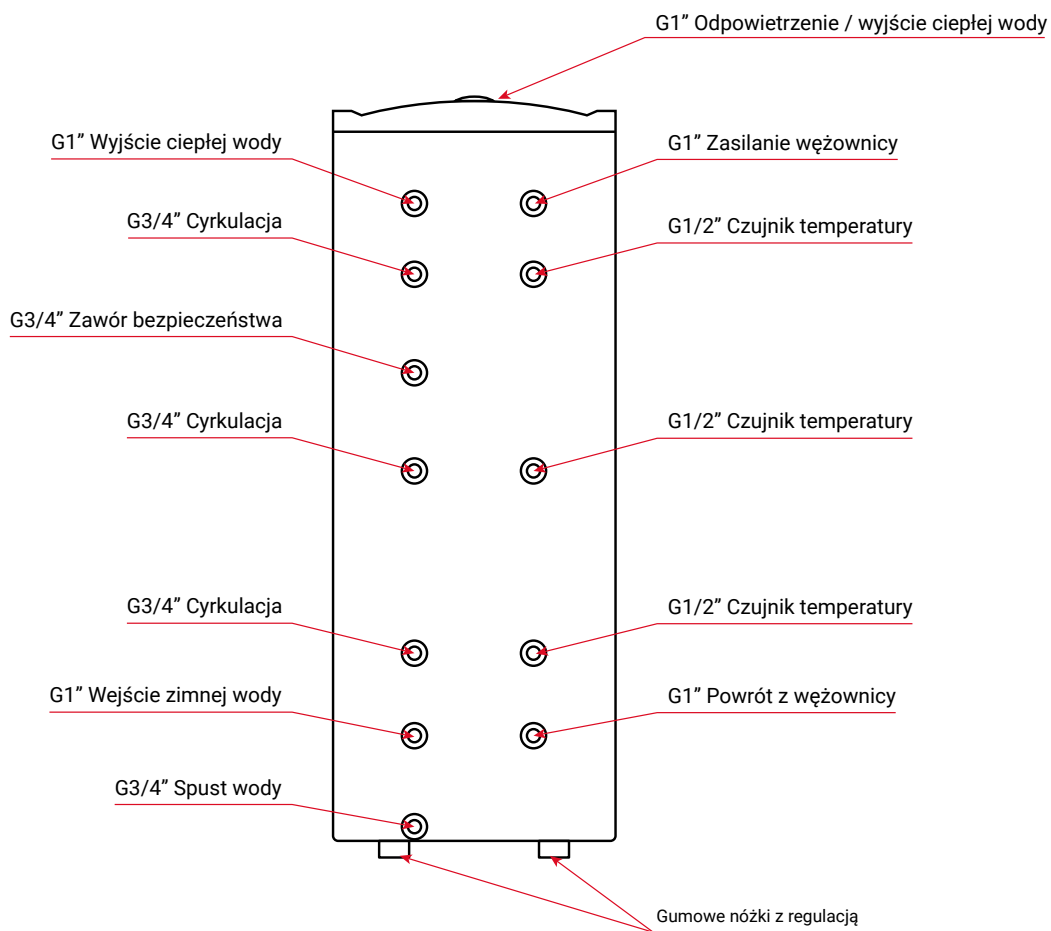 G1” Odpowietrzenie / wyjście ciepłej wody
G1” Wyjście ciepłej wody
G1” Zasilanie wężownicy
G3/4” Cyrkulacja
G1/2” Czujnik temperatury
G3/4” Zawór bezpieczeństwa
G3/4” Cyrkulacja
G1/2” Czujnik temperatury
G3/4” Cyrkulacja
G1/2” Czujnik temperatury
G1” Wejście zimnej wody
G1” Powrót z wężownicy
G3/4” Spust wody
Gumowe nóżki z regulacją